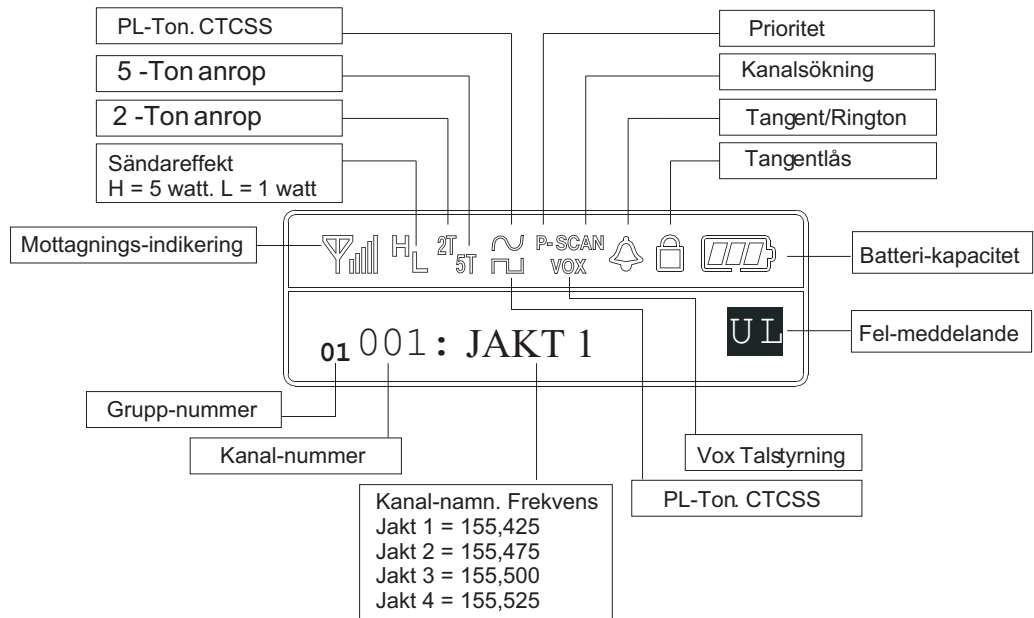 PL-Ton. CTCSS
5 -Ton anrop
2 -Ton anrop
Sändareffekt
H = 5 watt. L = 1 watt
Prioritet
Kanalsökning
Tangent/Rington
Tangentlås
Mottagnings-indikering
H L 2T 5T P-SCAN VOX
Batteri-kapacitet
01 001: JAKT 1
UL
Fel-meddelande
Grupp-nummer
Kanal-nummer
Vox Talstyrning
PL-Ton. CTCSS
Kanal-namn. Frekvens
Jakt 1 = 155,425
Jakt 2 = 155,475
Jakt 3 = 155,500
Jakt 4 = 155,525